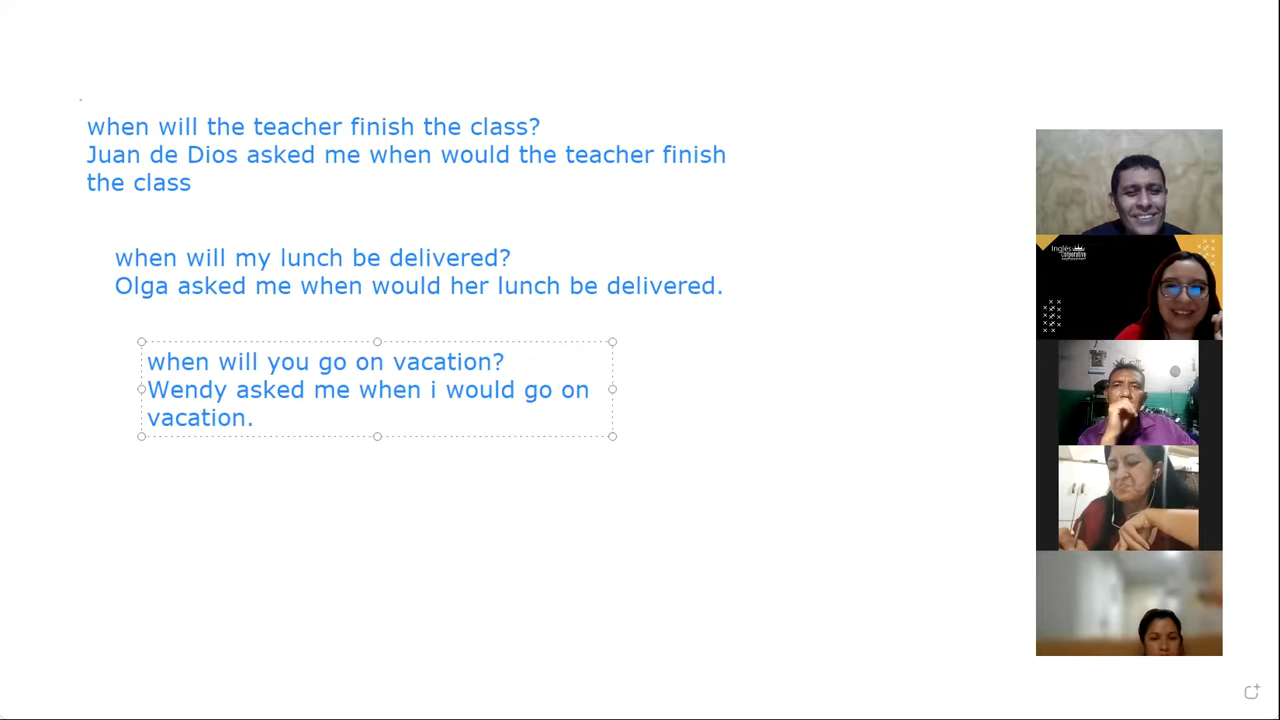 when will the teacher finish the class?
Juan de Dios asked me when would the teacher finish
the class
when will my lunch be delivered?
Olga asked me when would her lunch be delivered.
when will you go on vacation?
Wendy asked me when i would go on
vacation.
Inglés
Corporativo